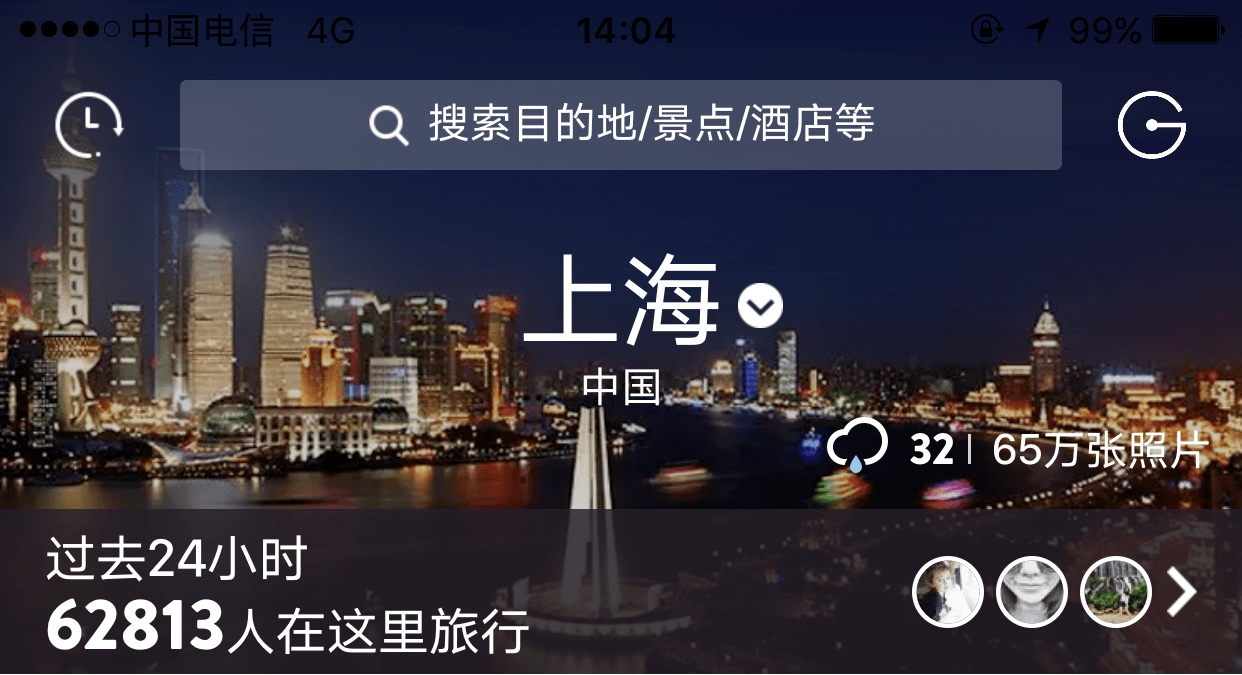 中国电信 4G 14:04 99%
搜索目的地/景点/酒店等
上海
中国
32 | 65万张照片
过去24小时
62813人在这里旅行